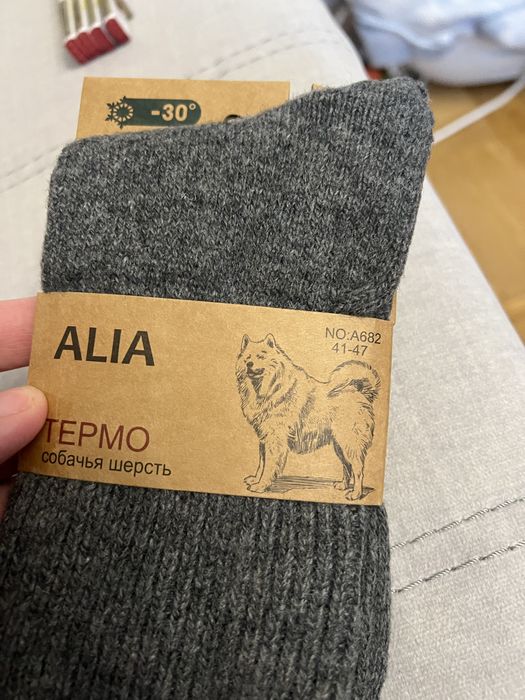 -30°
ALIA
NO:A682
41-47
ТЕРМО
собачья шерсть